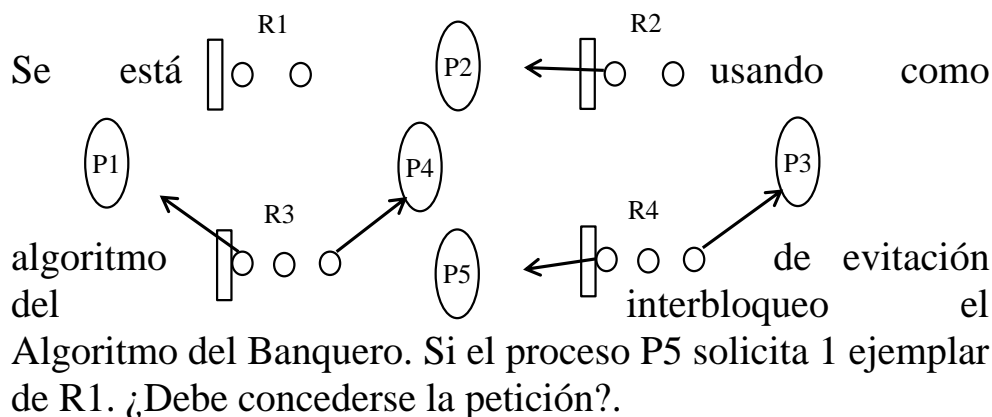 R1 R2
Se está P2 usando como
P1 P4 P3
R3 R4
algoritmo P5 de evitación
del interbloqueo el
Algoritmo del Banquero. Si el proceso P5 solicita 1 ejemplar
de R1. ¿Debe concederse la petición?.